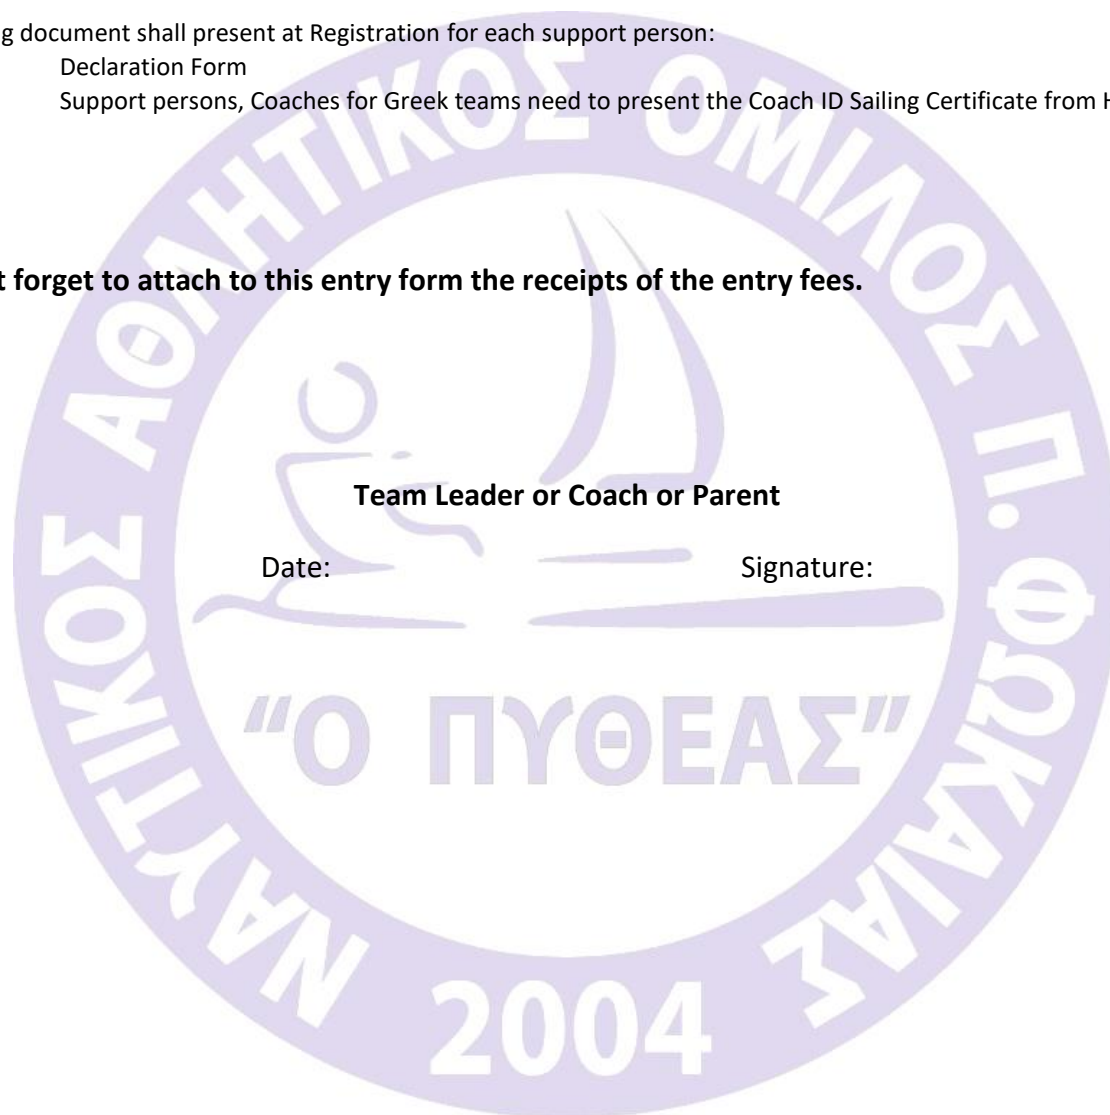 g document shall present at Registration for each support person:
Declaration Form
Support persons, Coaches for Greek teams need to present the Coach ID Sailing Certificate from H
t forget to attach to this entry form the receipts of the entry fees.
Team Leader or Coach or Parent
Date: Signature:
ΝΑΥΤΙΚΟΣ ΑΘΛΗΤΙΚΟΣ ΟΜΙΛΟΣ Π. ΦΩΚΑΙΑΣ
"Ο ΠΥΘΕΑΣ"
2004